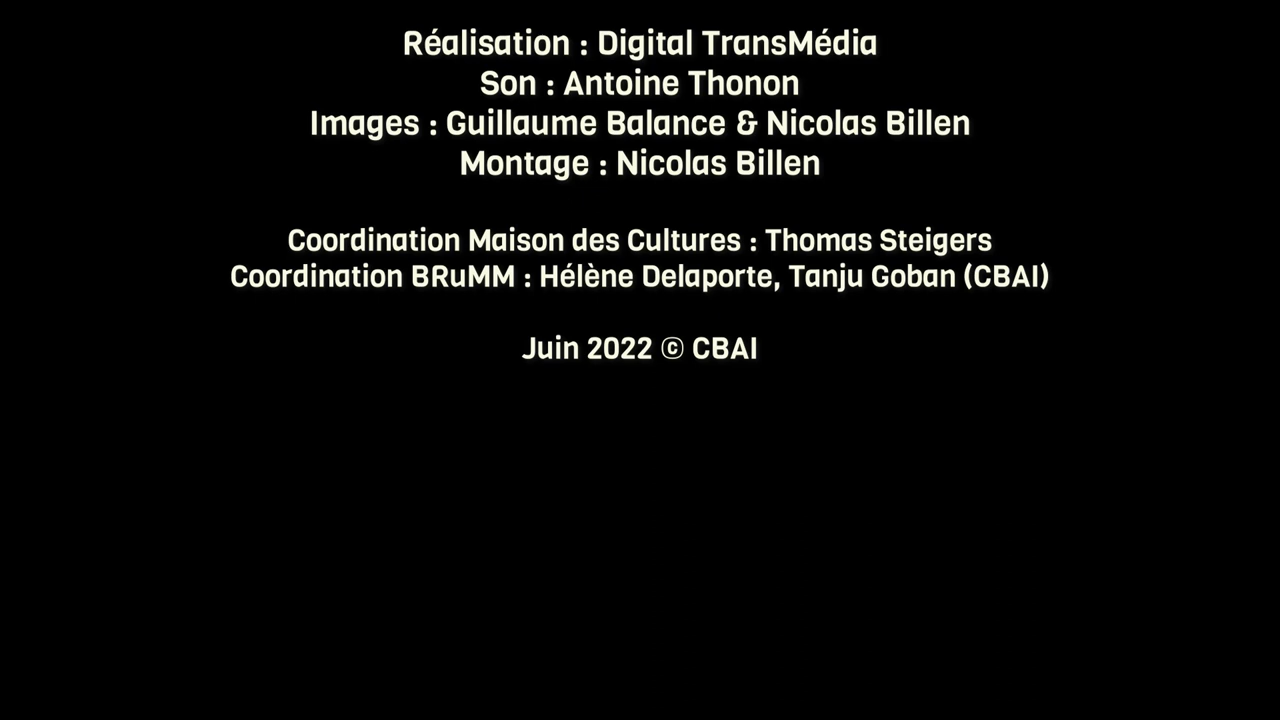 Réalisation : Digital TransMédia
Son : Antoine Thonon
Images : Guillaume Balance & Nicolas Billen
Montage : Nicolas Billen
Coordination Maison des Cultures : Thomas Steigers
Coordination BRuMM : Hélène Delaporte, Tanju Goban (CBAI)
Juin 2022 © CBAI